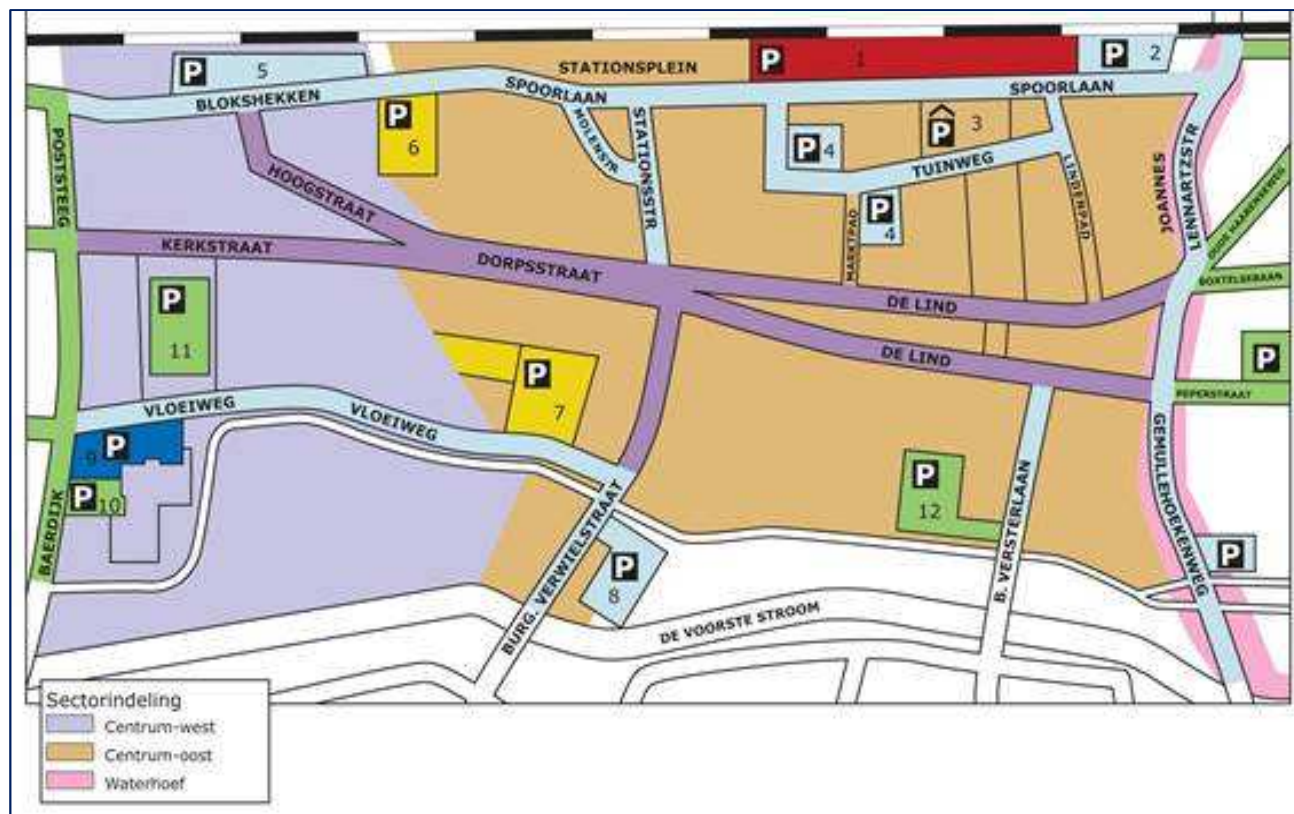 P 5
P 1
P 2
STATIONSPLEIN
BLOKSHEKKEN
SPOORLAAN
SPOORLAAN
P 6
MOLENSTR
STATIONSSTR
P 4
P 3
TUINWEG
LINDENPAD
JOANNES
LENNARTZSTR
POSTSTEEG
HOOGSTRAAT
P 4
MARKTPAD
OUDE HAARENSEWEG
BOXTELSEBAAN
KERKSTRAAT
DORPSSTRAAT
DE LIND
DE LIND
P 11
P 7
P
PEPERSTRAAT
VLOEIWEG
VLOEIWEG
GEMULLEHOEKENWEG
P 9
P 10
P 12
BAERDIJK
BURG. VERWIELSTRAAT
P 8
B. VERSTERLAAN
P
DE VOORSTE STROOM
Sectorindeling
Centrum-west
Centrum-oost
Waterhoef